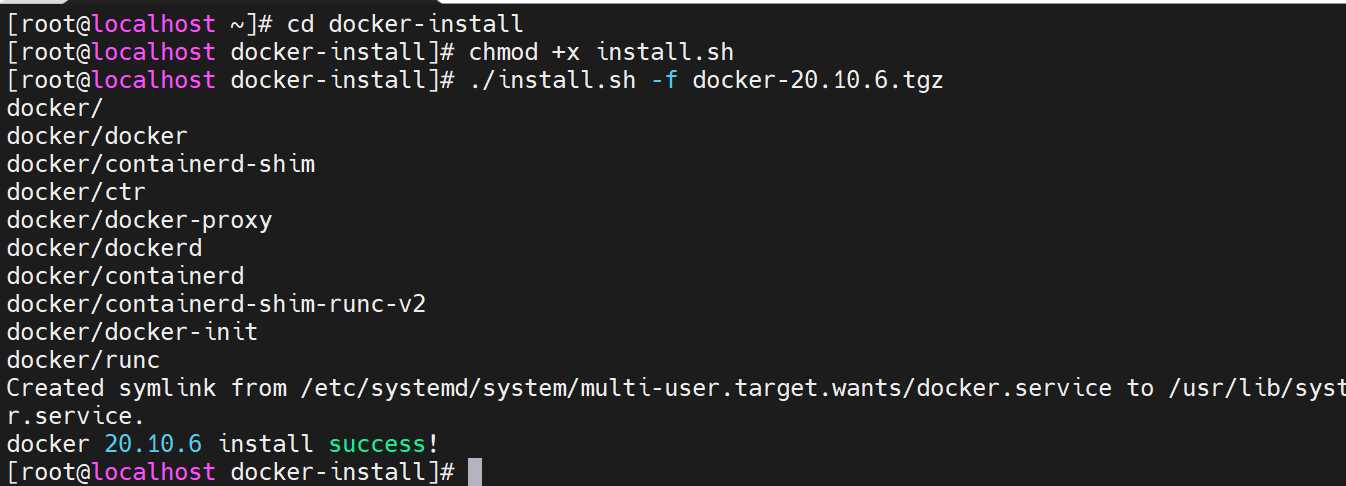 [root@localhost ~]# cd docker-install
[root@localhost docker-install]# chmod +x install.sh
[root@localhost docker-install]# ./install.sh -f docker-20.10.6.tgz
docker/
docker/docker
docker/containerd-shim
docker/ctr
docker/docker-proxy
docker/dockerd
docker/containerd
docker/containerd-shim-runc-v2
docker/docker-init
docker/runc
Created symlink from /etc/systemd/system/multi-user.target.wants/docker.service to /usr/lib/syst
r.service.
docker 20.10.6 install success!
[root@localhost docker-install]#